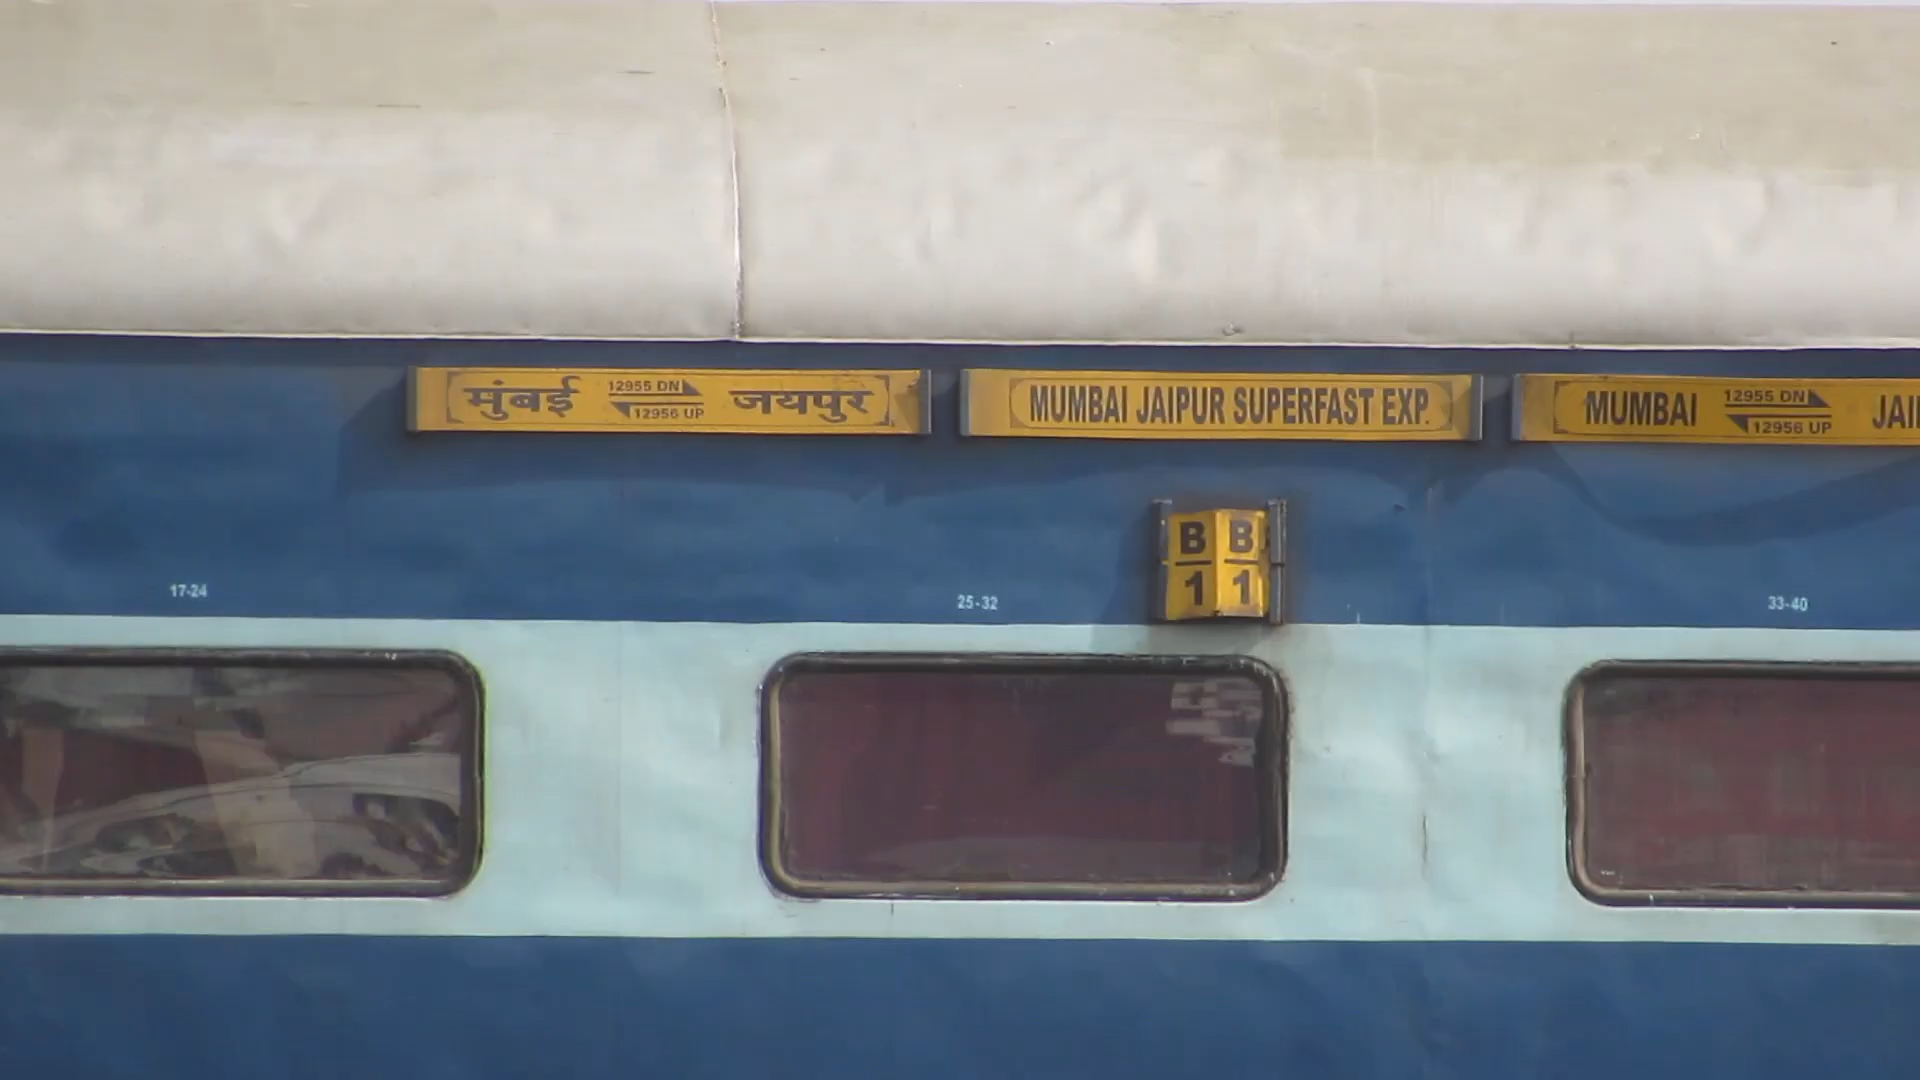 मुंबई 12955 DN जयपुर
12956 UP
MUMBAI JAIPUR SUPERFAST EXP.
MUMBAI 12955 DN JAI
12956 UP
B B
1 1
17-24
25-32
33-40